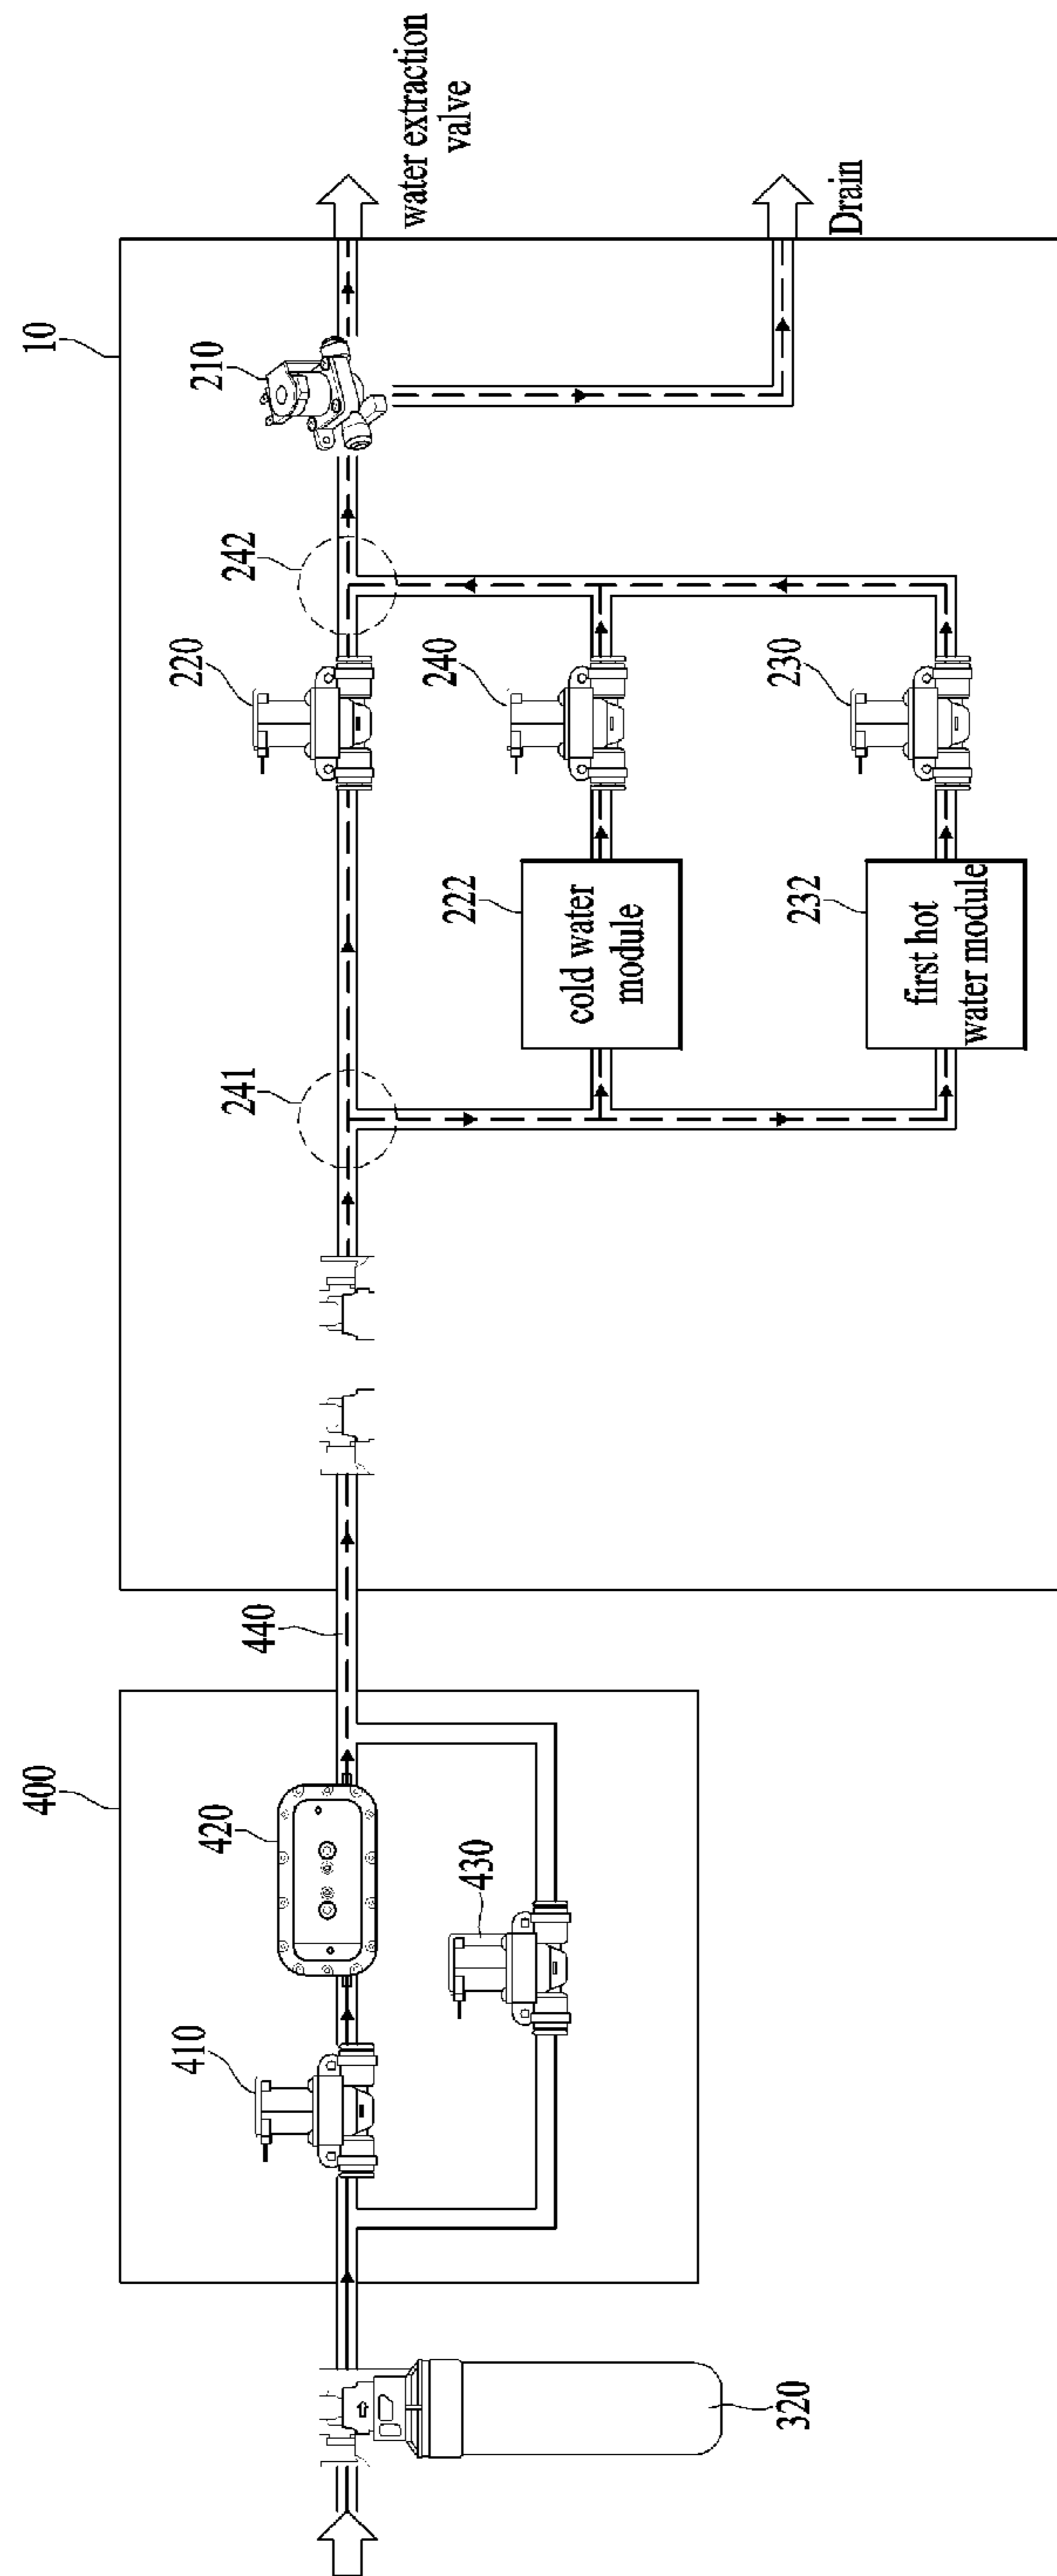 400
10
410
420
440
241
220
242
210
water extraction
valve
430
222
240
cold water
module
320
232
230
Drain
first hot
water module